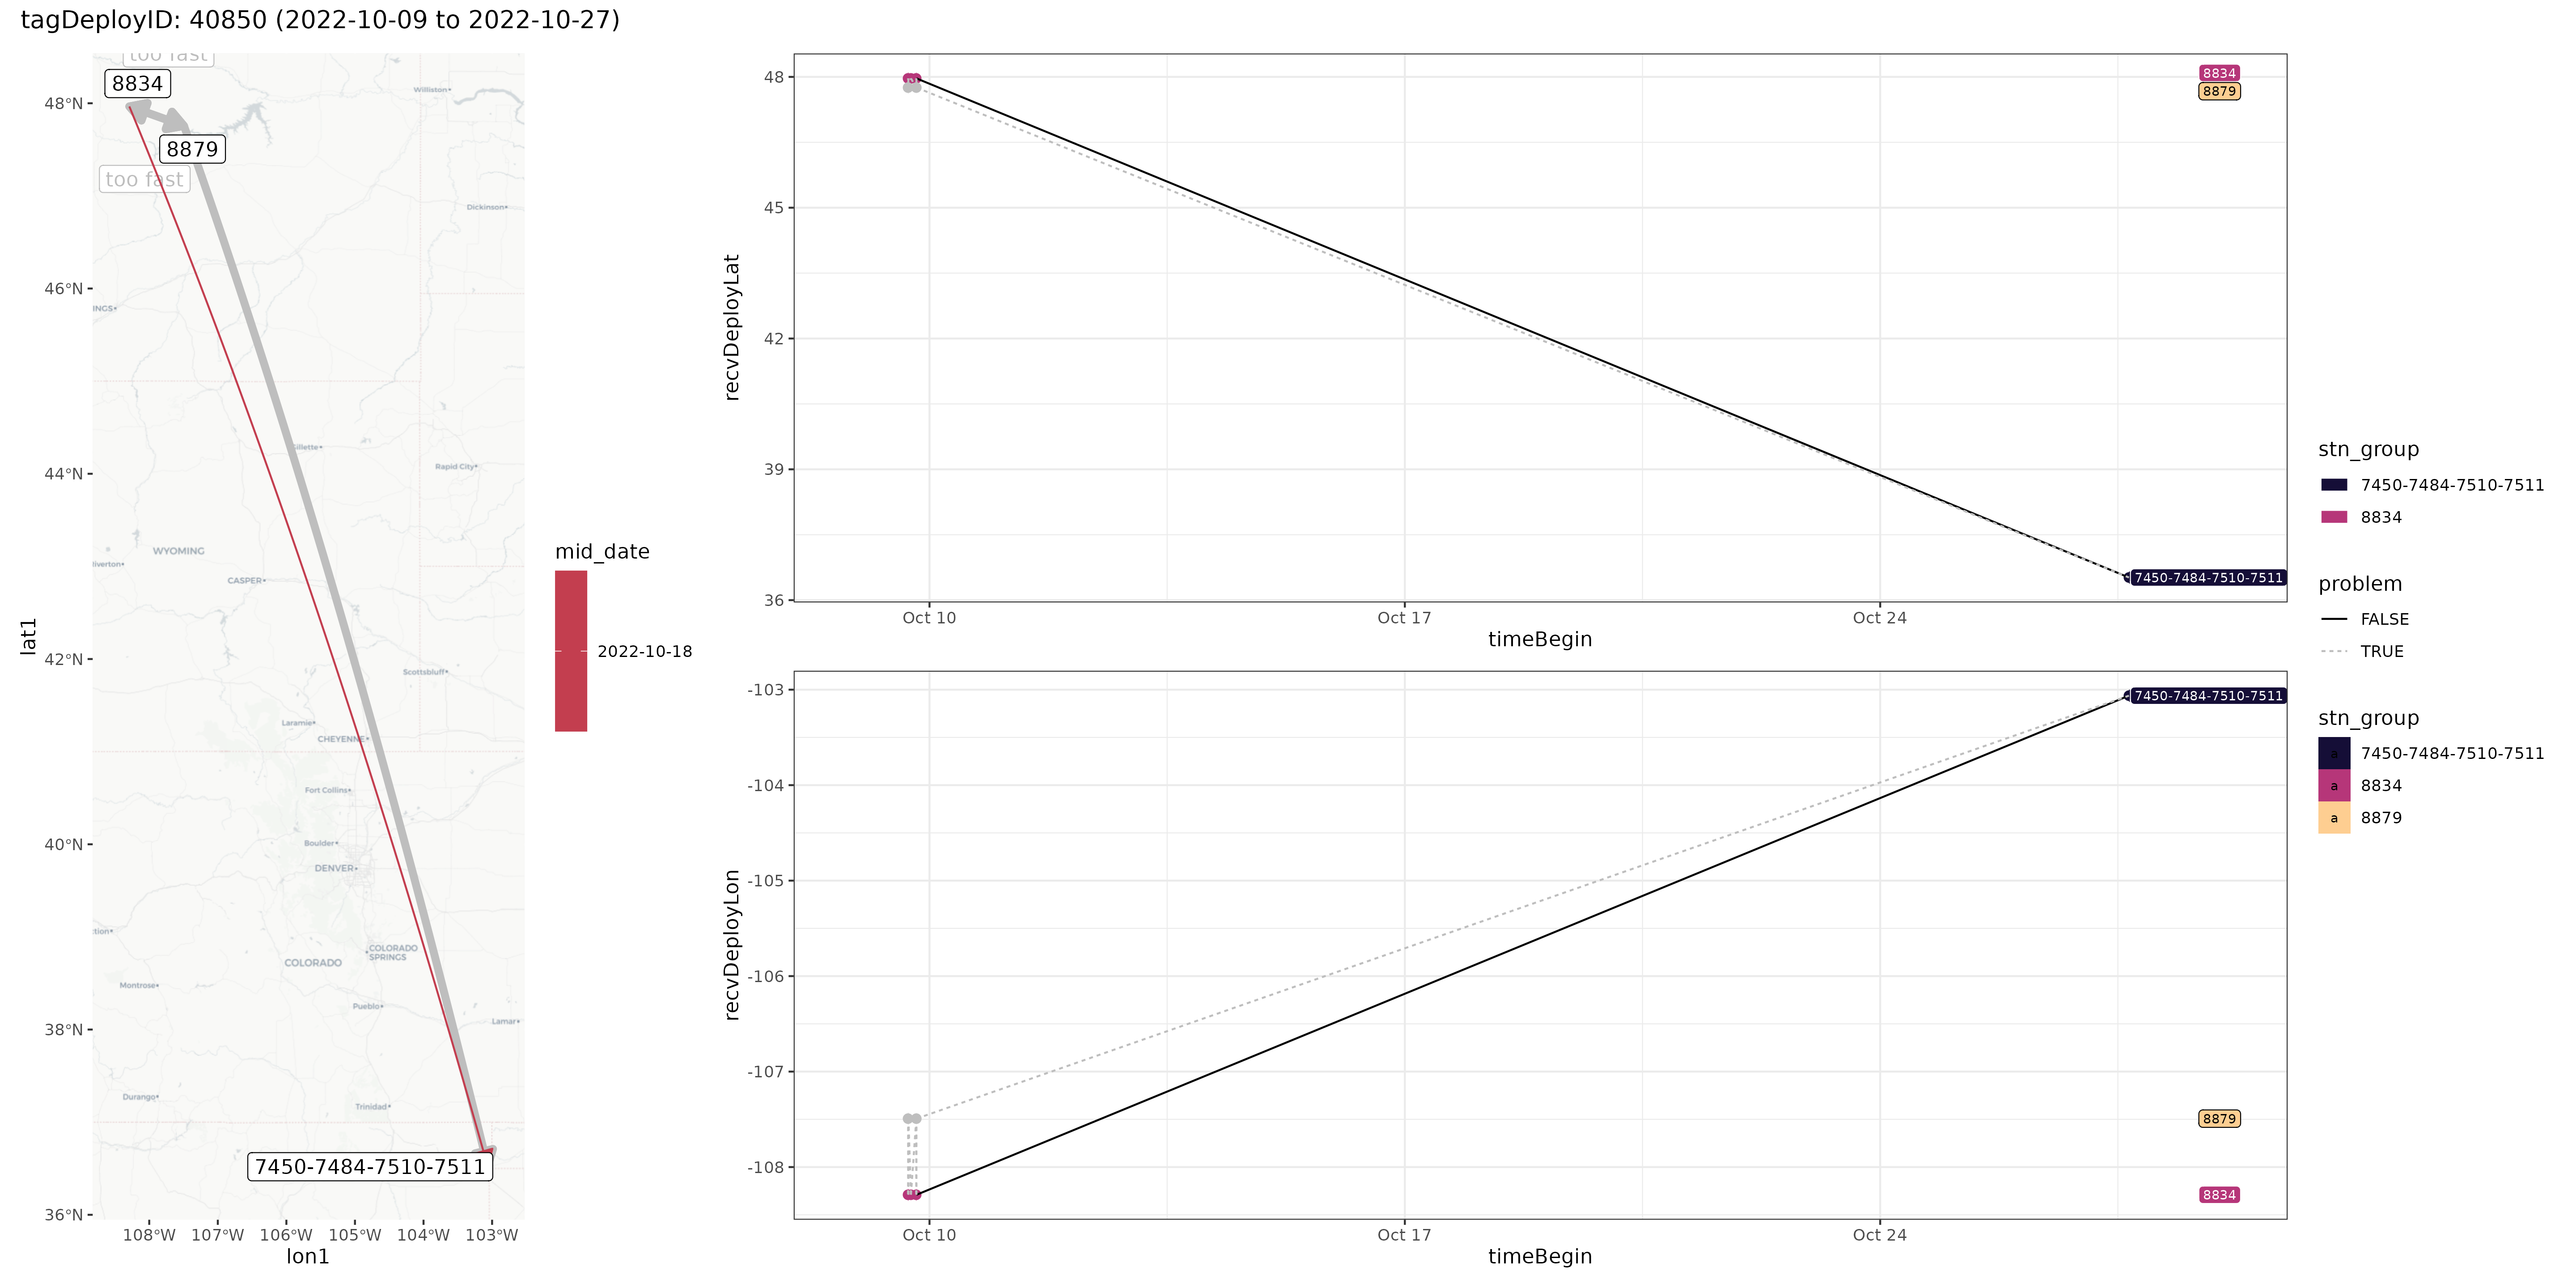 tagDeployID: 40850 (2022-10-09 to 2022-10-27)
too fast
8834
8879
too fast
48°N
46°N
44°N
42°N
40°N
38°N
36°N
lat1
Williston
Dickinson
INGS
illette
Rapid City
WYOMING
iverton
CASPER
Scottsbluff
Laramie
CHEYENNE
Fort Collins
Boulder
DENVER
tion
COLORADO
SPRINGS
COLORADO
Montrose
Pueblo
Lamar
Durango
Trinidad
7450-7484-7510-7511
108°W 107°W 106°W 105°W 104°W 103°W
lon1
mid_date
2022-10-18
48
45
42
39
36
recvDeployLat
8834
8879
7450-7484-7510-7511
Oct 10 Oct 17 Oct 24
timeBegin
-103
-104
-105
-106
-107
-108
recvDeployLon
7450-7484-7510-7511
8879
8834
Oct 10 Oct 17 Oct 24
timeBegin
stn_group
7450-7484-7510-7511
8834
problem
FALSE
TRUE
stn_group
a 7450-7484-7510-7511
a 8834
a 8879